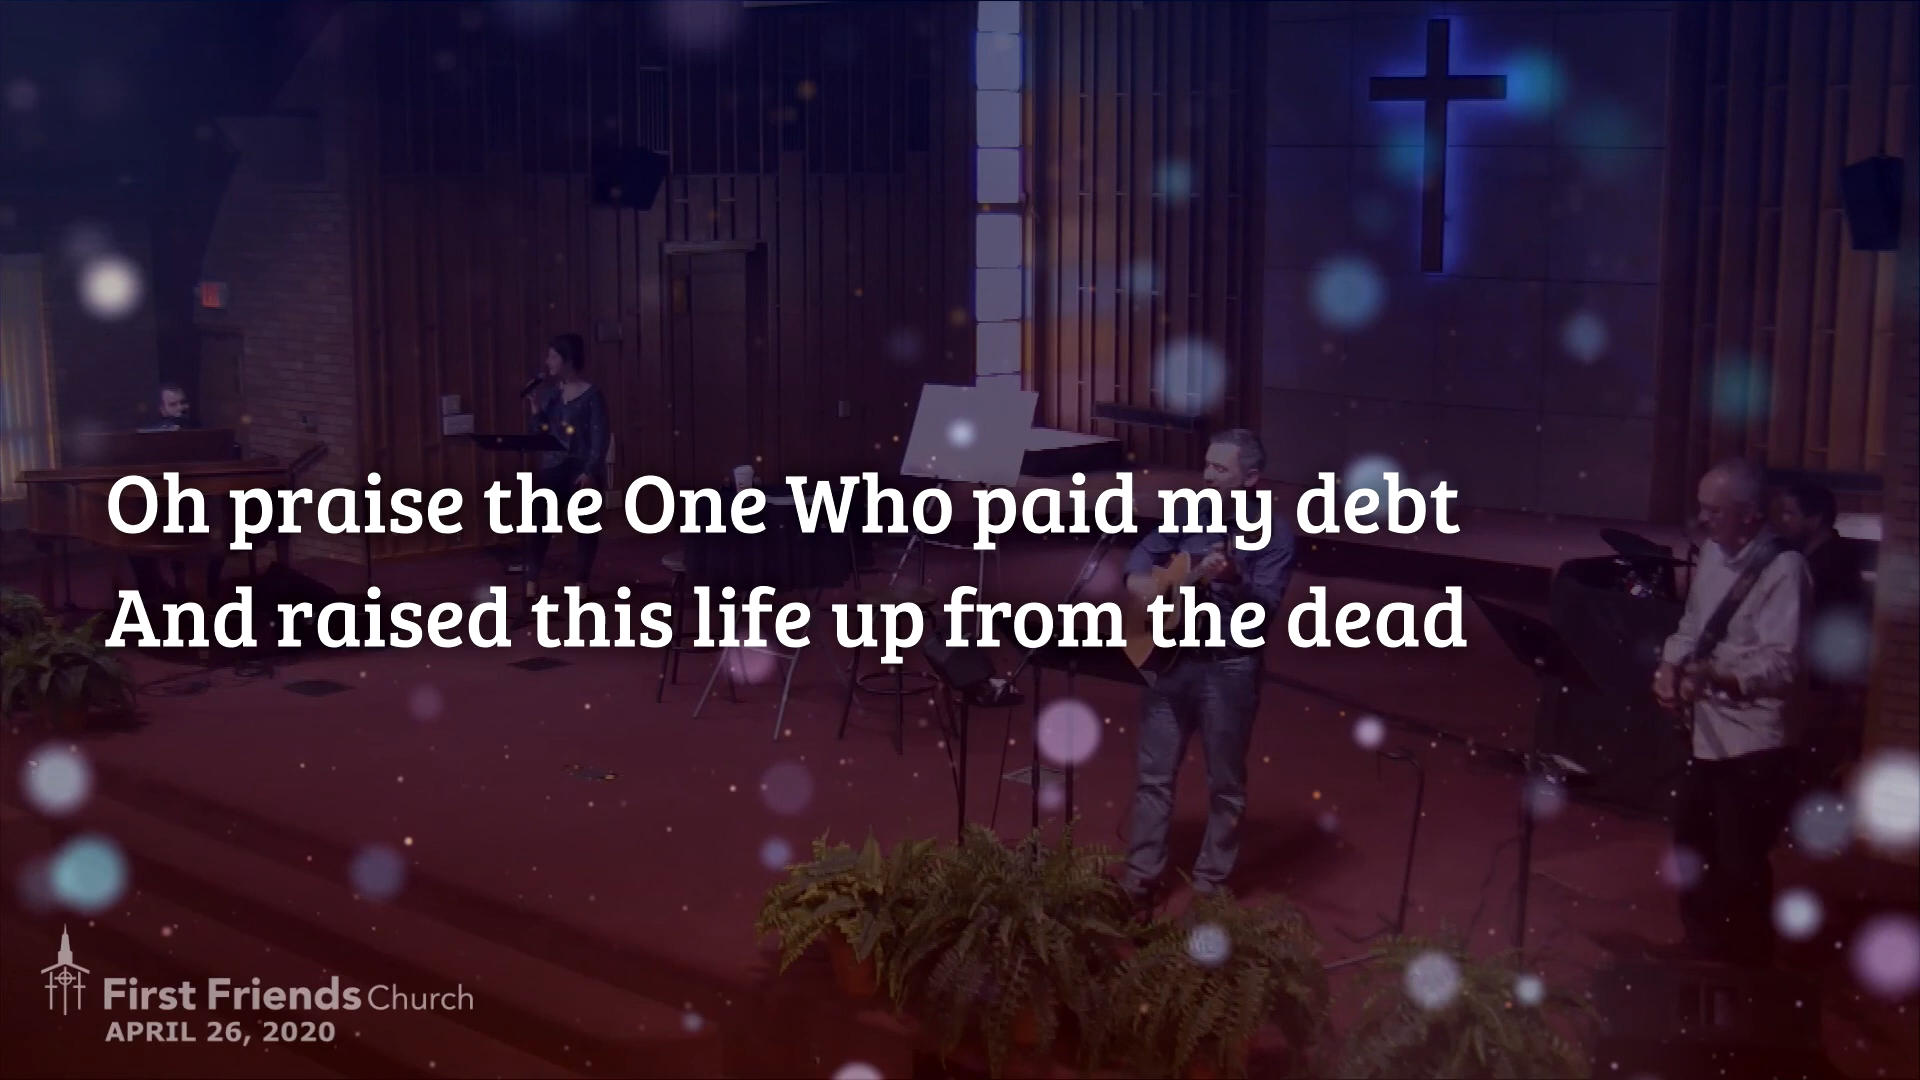 Oh praise the One Who paid my debt
And raised this life up from the dead
First Friends Church
APRIL 26, 2020